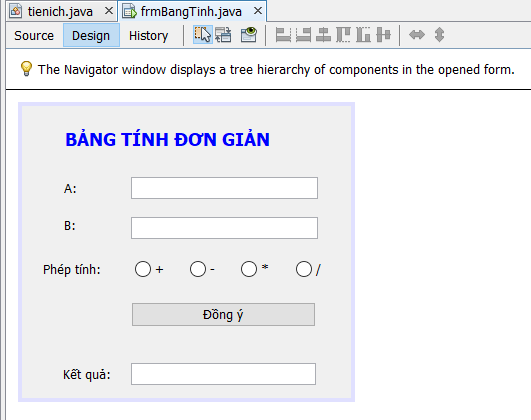 tienich.java × frmBangTinh.java ×
Source Design History
The Navigator window displays a tree hierarchy of components in the opened form.
BẢNG TÍNH ĐƠN GIẢN
A:
B:
Phép tính: + - * /
Đồng ý
Kết quả: